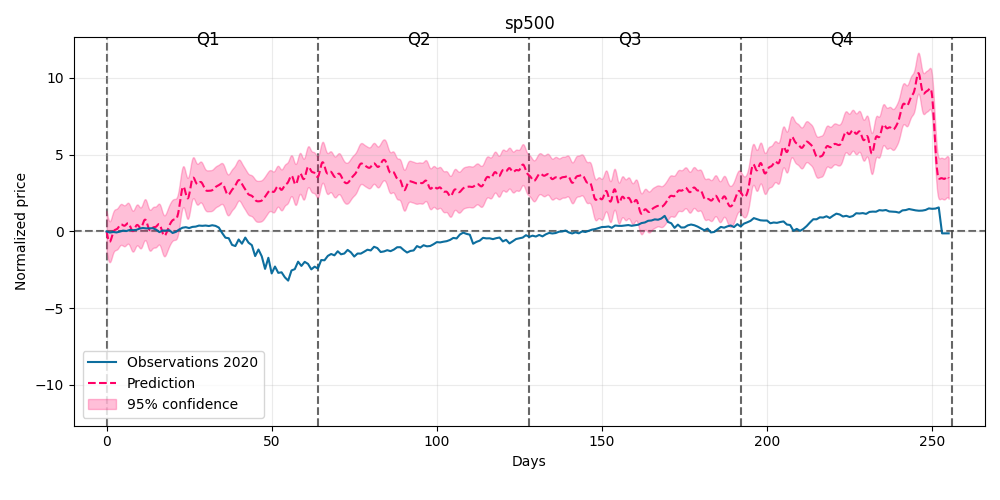 sp500
Q1 Q2 Q3 Q4
Normalized price
10
5
0
−5
−10
Observations 2020
Prediction
95% confidence
0 50 100 150 200 250
Days